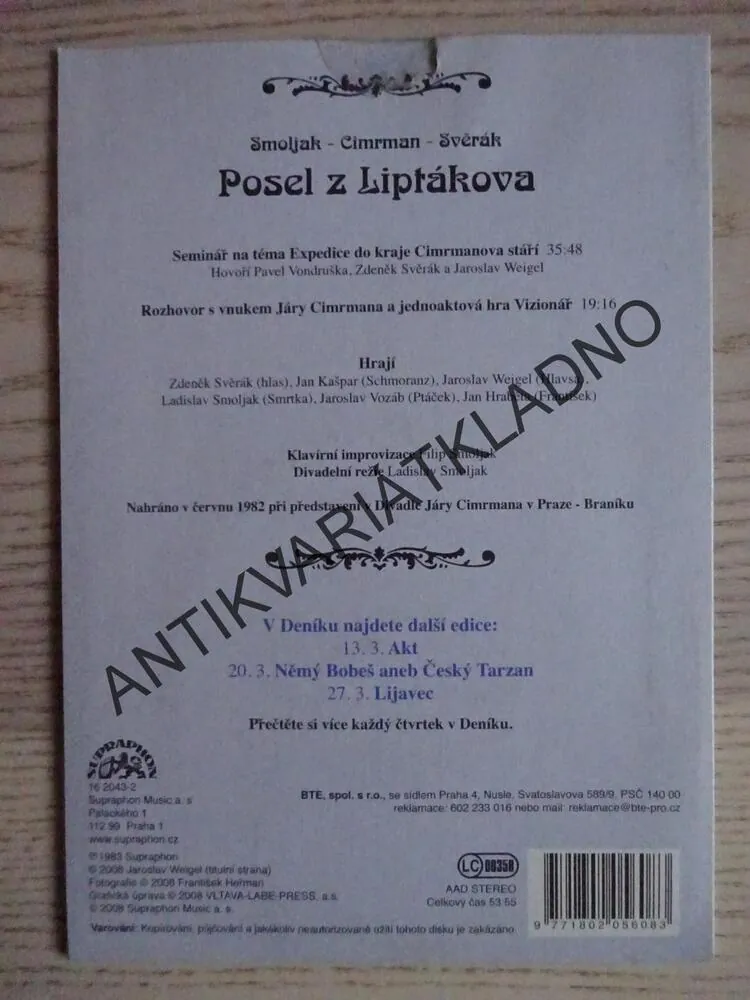 Smoljak - Cimrman - Svěrák
Posel z Liptákova
Seminář na téma Expedice do kraje Cimrmanova stáří 35:48
Hovoří Pavel Vondruška, Zdeněk Svěrák a Jaroslav Weigel
Rozhovor s vnukem Járy Cimrmana a jednoaktová hra Vizionář 19:16
Hrají
Zdeněk Svěrák (hlas), Jan Kašpar (Schmoranz), Jaroslav Weigel (Hlavsa),
Ladislav Smoljak (Smrtka), Jaroslav Vozáb (Ptáček), Jan Hraběta (František)
Klavírní improvizace Filip Smoljak
Divadelní režie Ladislav Smoljak
Nahráno v červnu 1982 při představení v Divadle Járy Cimrmana v Praze - Braníku
ANTIKVARIÁTKLADNO
V Deníku najdete další edice:
13. 3. Akt
20. 3. Němý Bobeš aneb Český Tarzan
27. 3. Lijavec
Přečtěte si více každý čtvrtek v Deníku.
SUPRAPHON
16 2043-2
Supraphon Music a. s
Palackého 1
112 99 Praha 1
www.supraphon.cz
℗ 1983 Supraphon
© 2008 Jaroslav Weigel (titulní strana)
Fotografie © 2008 František Heřman
Grafická úprava © 2008 VLTAVA-LABE-PRESS, a.s.
© 2008 Supraphon Music a. s.
BTE, spol. s r.o., se sídlem Praha 4, Nusle, Svatoslavova 589/9, PSČ 140 00
reklamace: 602 233 016 nebo mail: reklamace@bte-pro.cz
LC 00358
AAD STEREO
Celkový čas 53 55
9 771802 056083
Varování: Kopírování, půjčování a jakékoliv neautorizované užití tohoto disku je zakázáno.